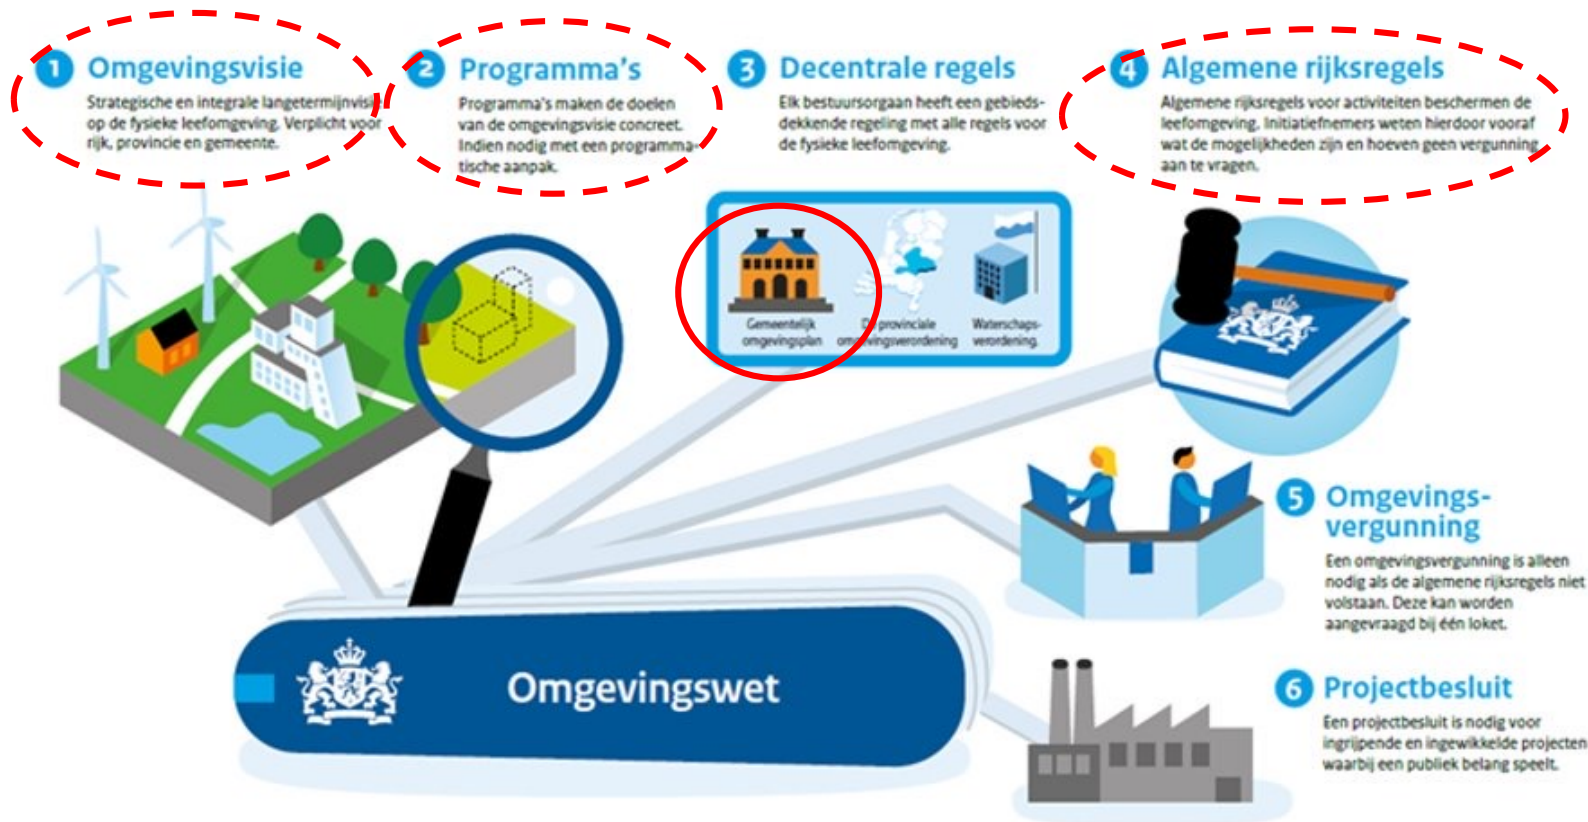 1 Omgevingsvisie
Strategische en integrale langetermijnvisie
op de fysieke leefomgeving. Verplicht voor
rijk, provincie en gemeente.
2 Programma's
Programma's maken de doelen
van de omgevingsvisie concreet.
Indien nodig met een programma-
tische aanpak.
3 Decentrale regels
Elk bestuursorgaan heeft een gebieds-
dekkende regeling met alle regels voor
de fysieke leefomgeving.
4 Algemene rijksregels
Algemene rijksregels voor activiteiten beschermen de
leefomgeving. Initiatiefnemers weten hierdoor vooraf
wat de mogelijkheden zijn en hoeven geen vergunning
aan te vragen.
Gemeentelijk
omgevingsplan
De provinciale
omgevingsverordening
Waterschaps-
verordening.
5 Omgevings-
vergunning
Een omgevingsvergunning is alleen
nodig als de algemene rijksregels niet
volstaan. Deze kan worden
aangevraagd bij één loket.
Omgevingswet
6 Projectbesluit
Een projectbesluit is nodig voor
ingrijpende en ingewikkelde projecten
waarbij een publiek belang speelt.